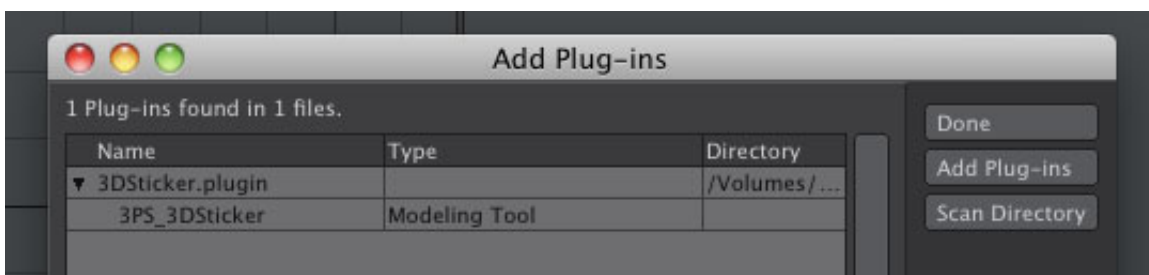 Add Plug-ins
1 Plug-ins found in 1 files.
Name Type Directory
▼ 3DSticker.plugin /Volumes/...
3PS_3DSticker Modeling Tool
Done
Add Plug-ins
Scan Directory